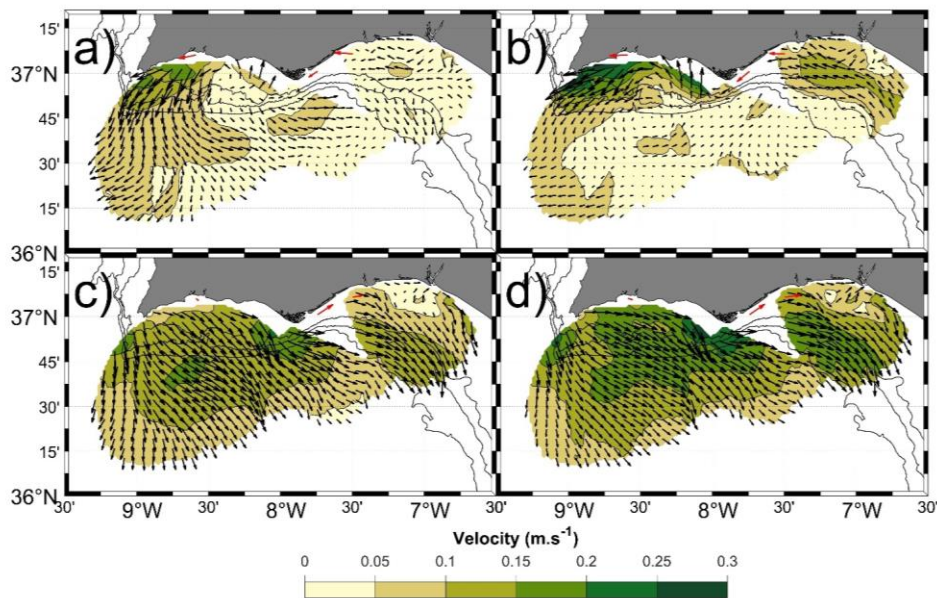 a)
b)
15'
37°N
45'
30'
15'
36°N
c)
d)
15'
37°N
45'
30'
15'
36°N
30' 9°W 30' 8°W 30' 7°W 30' 9°W 30' 8°W 30' 7°W
Velocity (m.s-1)
0 0.05 0.1 0.15 0.2 0.25 0.3